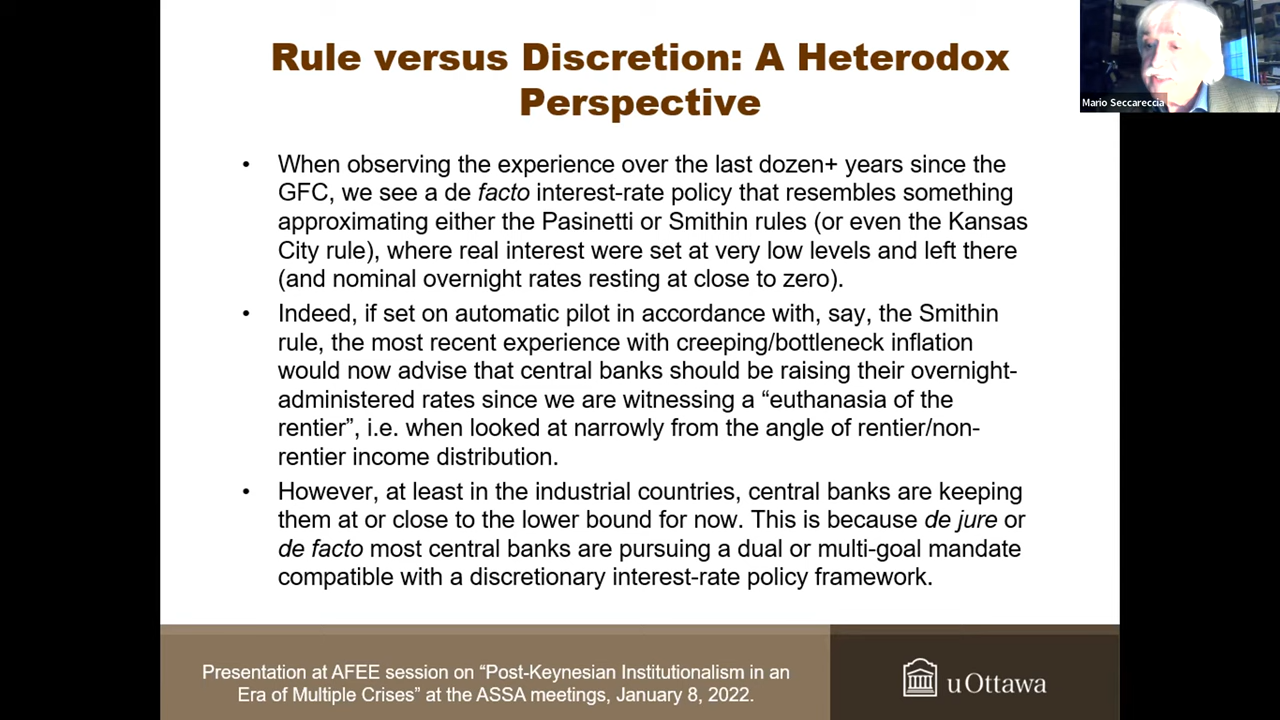 Rule versus Discretion: A Heterodox
Perspective
Mario Seccareccia
• When observing the experience over the last dozen+ years since the
GFC, we see a de facto interest-rate policy that resembles something
approximating either the Pasinetti or Smithin rules (or even the Kansas
City rule), where real interest were set at very low levels and left there
(and nominal overnight rates resting at close to zero).
• Indeed, if set on automatic pilot in accordance with, say, the Smithin
rule, the most recent experience with creeping/bottleneck inflation
would now advise that central banks should be raising their overnight-
administered rates since we are witnessing a “euthanasia of the
rentier”, i.e. when looked at narrowly from the angle of rentier/non-
rentier income distribution.
• However, at least in the industrial countries, central banks are keeping
them at or close to the lower bound for now. This is because de jure or
de facto most central banks are pursuing a dual or multi-goal mandate
compatible with a discretionary interest-rate policy framework.
Presentation at AFEE session on “Post-Keynesian Institutionalism in an
Era of Multiple Crises” at the ASSA meetings, January 8, 2022.
uOttawa